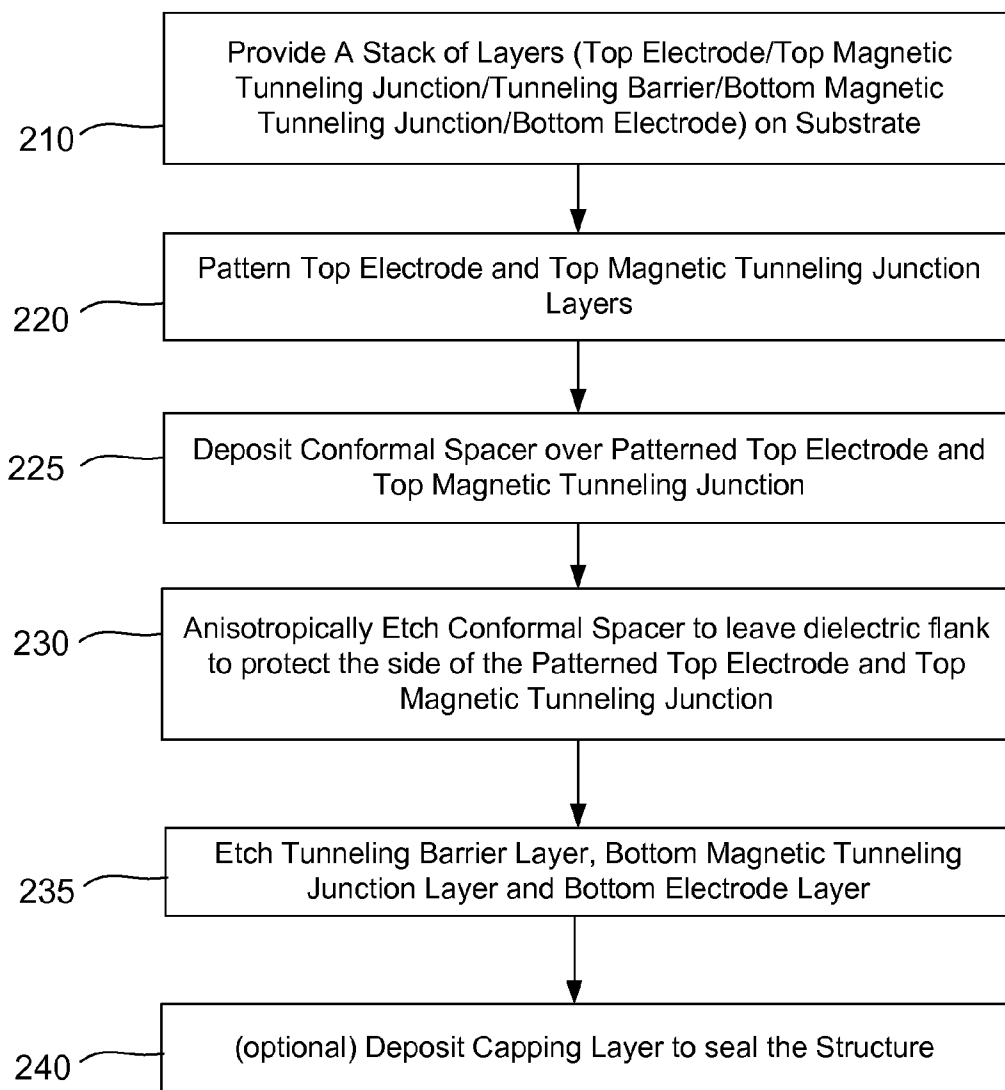 Provide A Stack of Layers (Top Electrode/Top Magnetic
Tunneling Junction/Tunneling Barrier/Bottom Magnetic
Tunneling Junction/Bottom Electrode) on Substrate
210
Pattern Top Electrode and Top Magnetic Tunneling Junction
Layers
220
Deposit Conformal Spacer over Patterned Top Electrode and
Top Magnetic Tunneling Junction
225
Anisotropically Etch Conformal Spacer to leave dielectric flank
to protect the side of the Patterned Top Electrode and Top
Magnetic Tunneling Junction
230
Etch Tunneling Barrier Layer, Bottom Magnetic Tunneling
Junction Layer and Bottom Electrode Layer
235
(optional) Deposit Capping Layer to seal the Structure
240